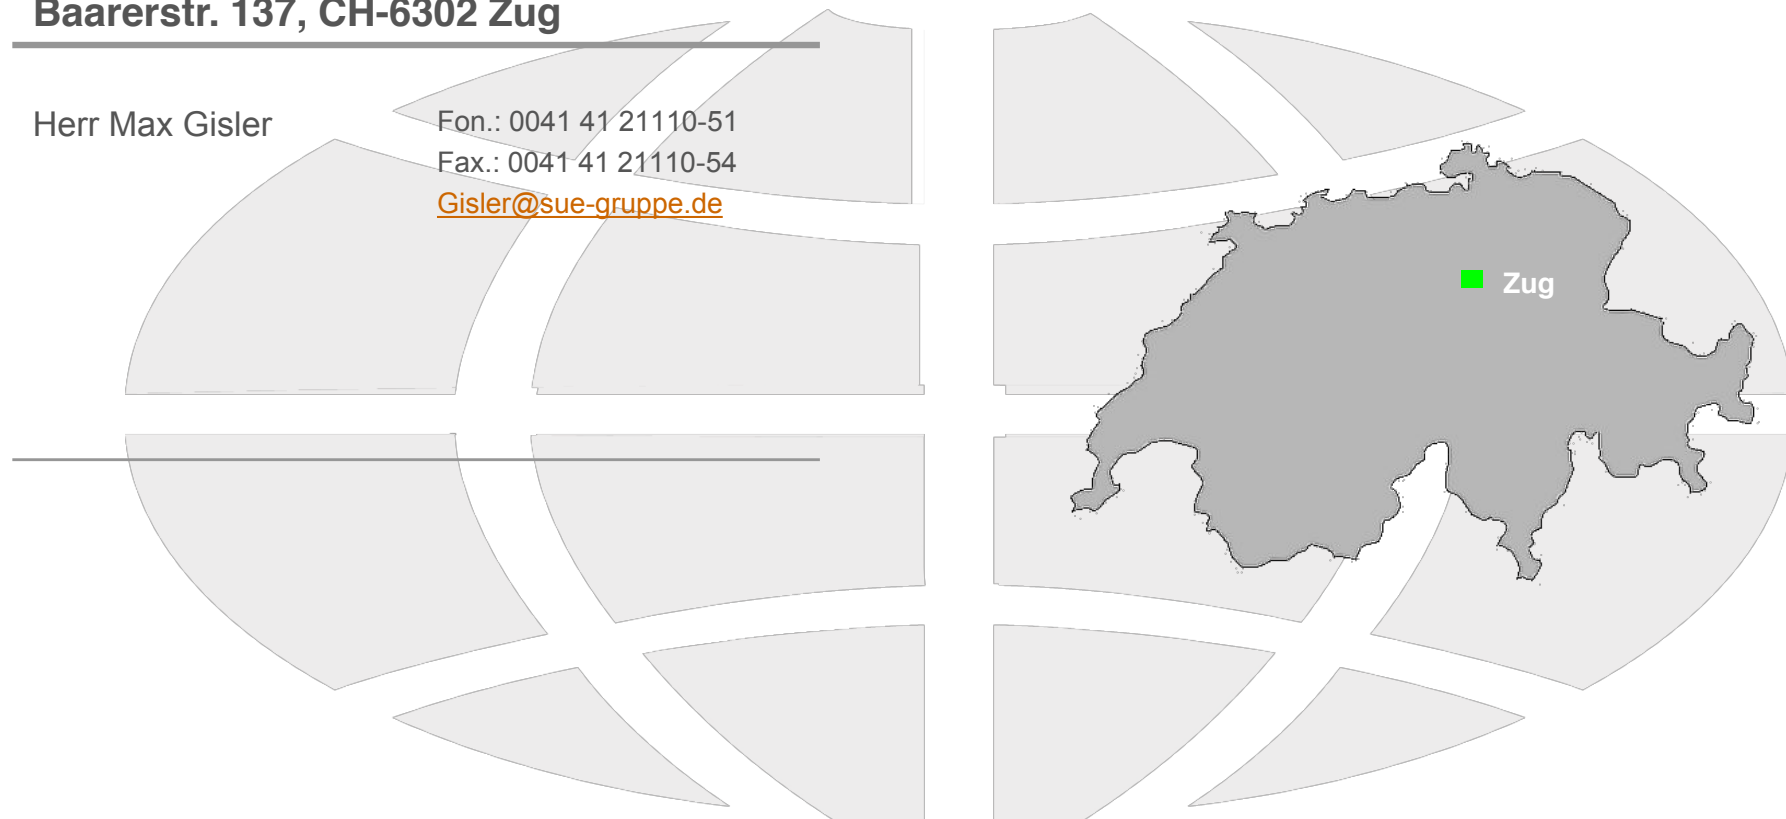 Baarerstr. 137, CH-6302 Zug
Herr Max Gisler
Fon.: 0041 41 21110-51
Fax.: 0041 41 21110-54
Gisler@sue-gruppe.de
Zug